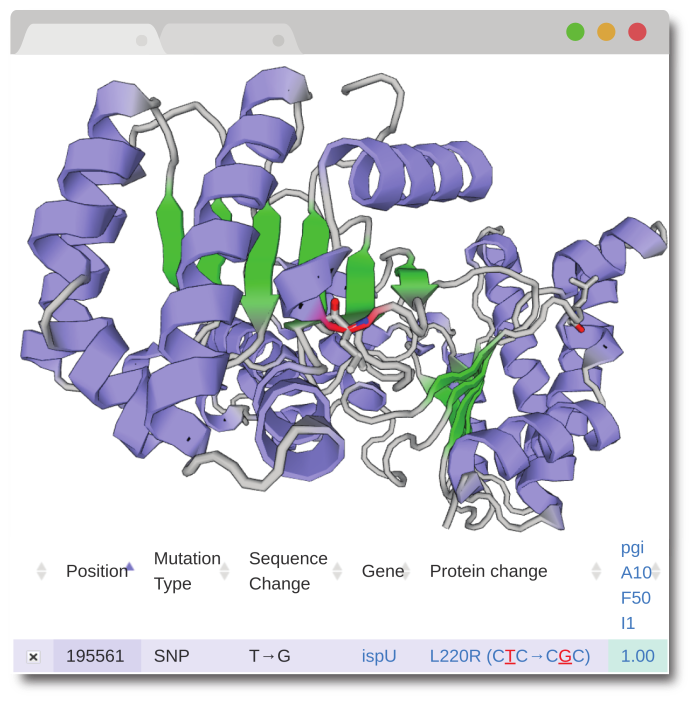 Position
Mutation Type
Sequence Change
Gene
Protein change
pgi
A10
F50
I1
195561 SNP T→G ispU L220R (CTC→CGC) 1.00